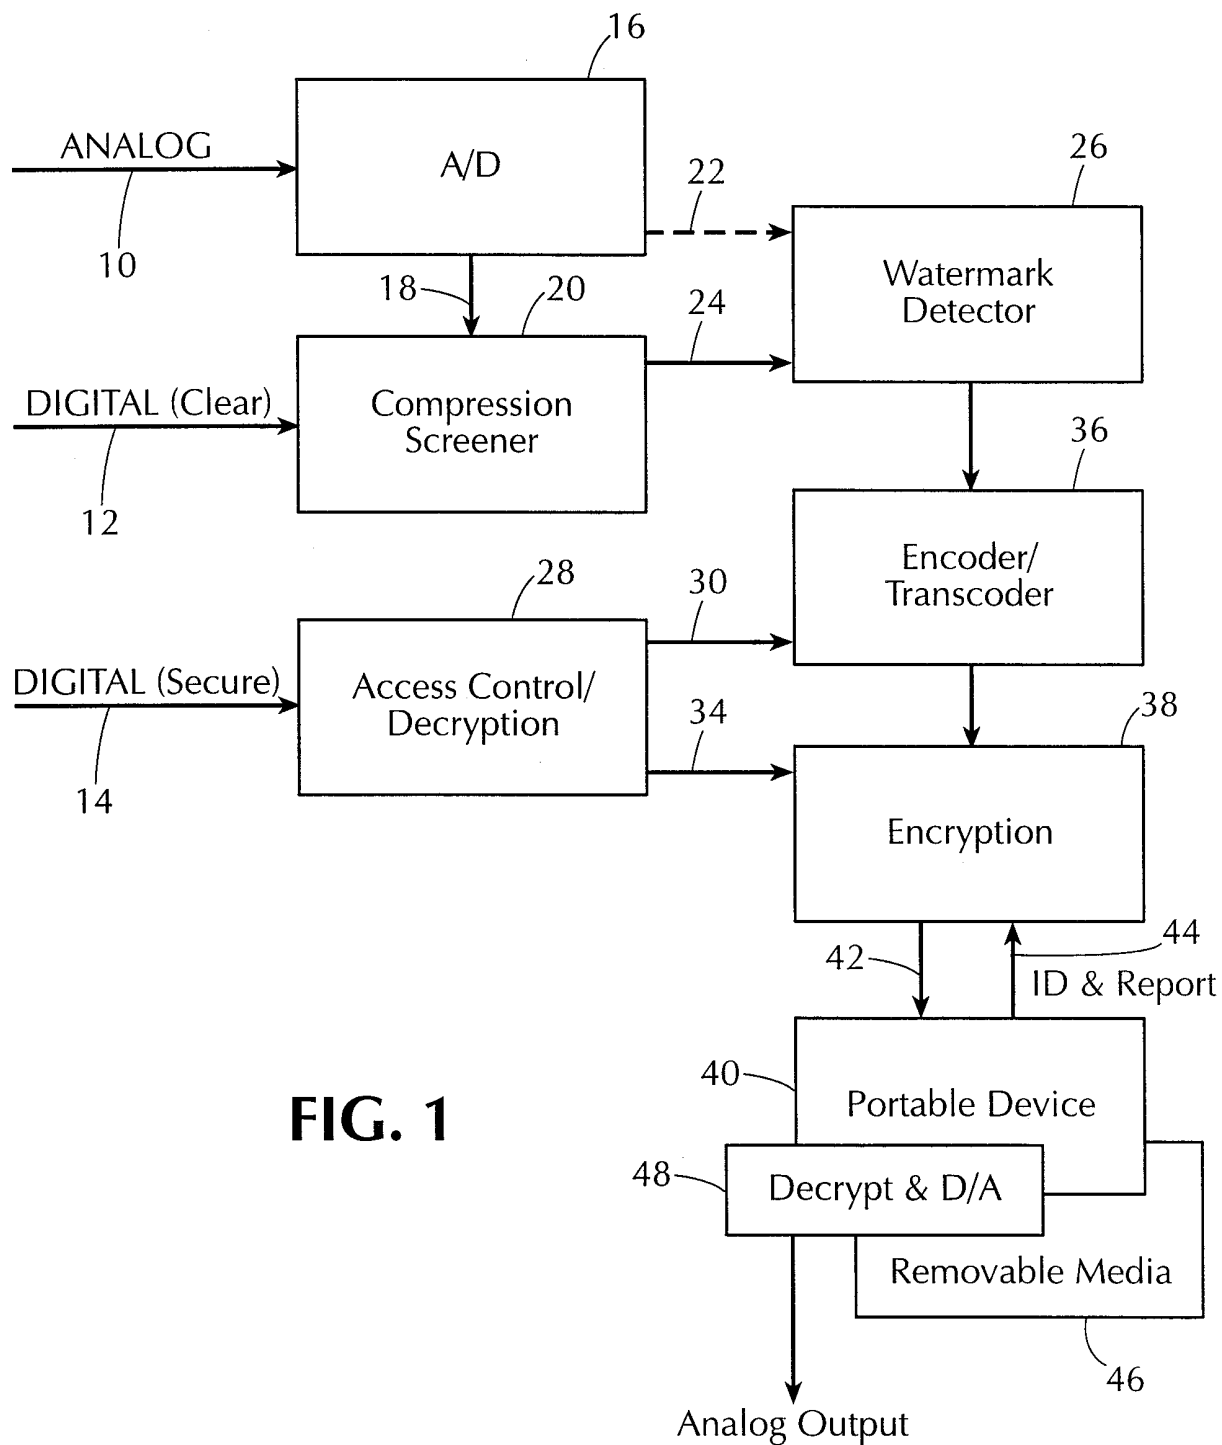 16
ANALOG
A/D
22
26
10
18
20
24
Watermark
Detector
DIGITAL (Clear)
Compression
Screener
12
36
28
30
Encoder/
Transcoder
DIGITAL (Secure)
Access Control/
Decryption
34
38
14
Encryption
42
44
ID & Report
40
Portable Device
FIG. 1
48
Decrypt & D/A
Removable Media
46
Analog Output